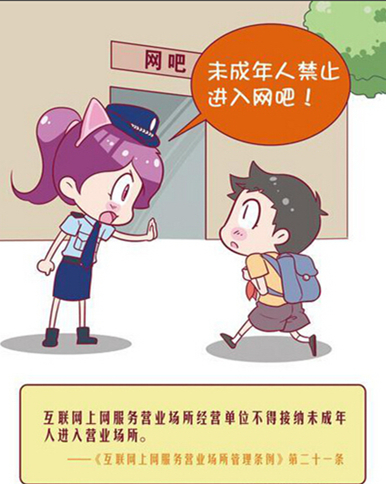 网吧
未成年人禁止
进入网吧！
互联网上网服务营业场所经营单位不得接纳未成年
人进入营业场所。
——《互联网上网服务营业场所管理条例》第二十一条